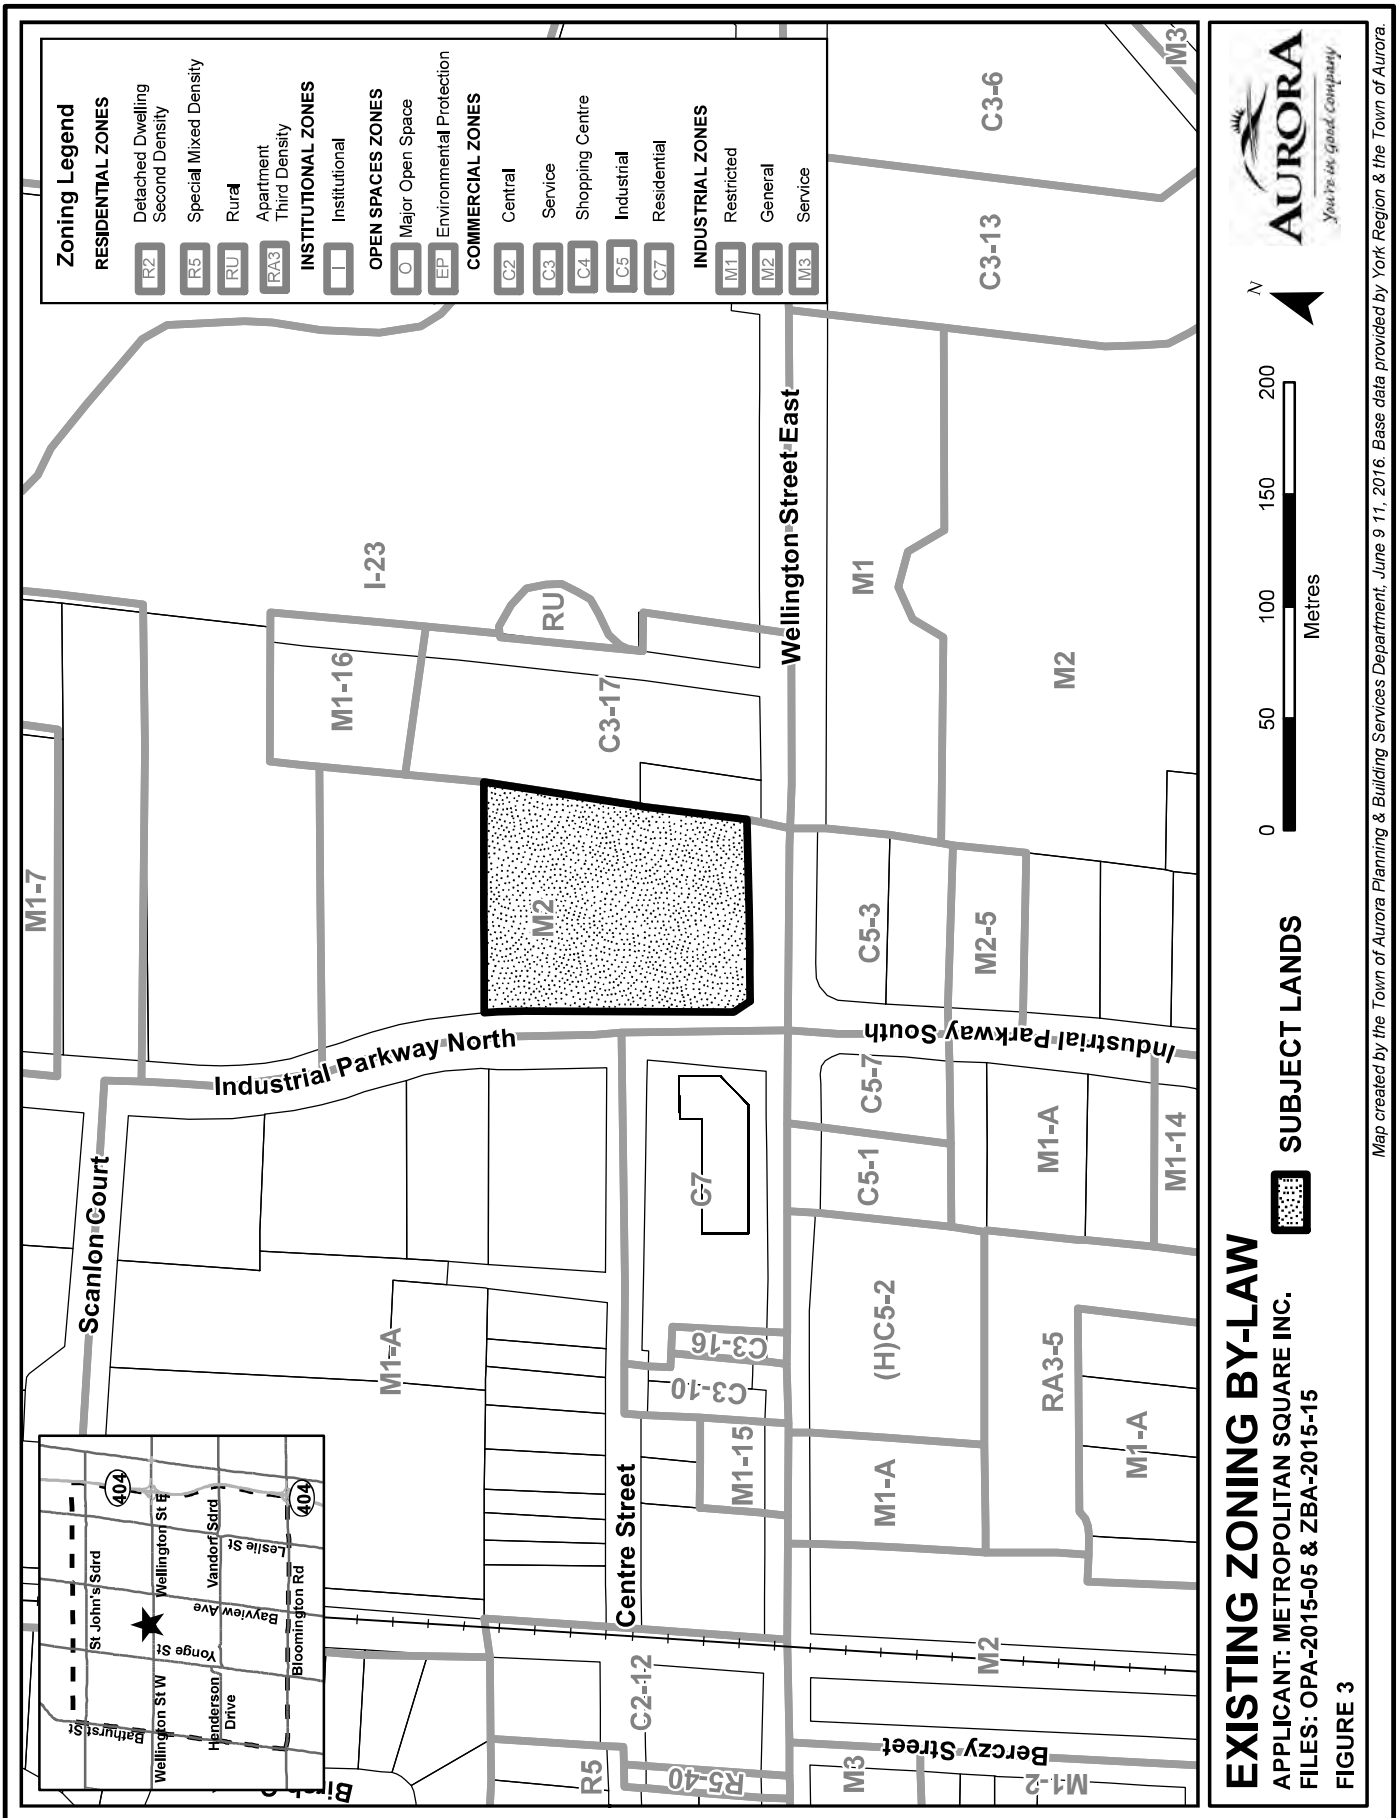 Zoning Legend
RESIDENTIAL ZONES
R2 Detached Dwelling
Second Density
R5 Special Mixed Density
RU Rural
RA3 Apartment
Third Density
INSTITUTIONAL ZONES
I Institutional
OPEN SPACES ZONES
O Major Open Space
EP Environmental Protection
COMMERCIAL ZONES
C2 Central
C3 Service
C4 Shopping Centre
C5 Industrial
C7 Residential
INDUSTRIAL ZONES
M1 Restricted
M2 General
M3 Service
St John's Sdrd
Wellington St E
Vandorf Sdrd
Leslie St
Bayview Ave
Yonge St
Bloomington Rd
Wellington St W
Henderson
Drive
Bathurst St
404
404
Scanlon Court
Industrial Parkway North
Centre Street
Wellington Street East
Industrial Parkway South
Berczy Street
M1-7
M1-A
I-23
M1-16
RU
C3-17
M2
C7
C3-16
C3-10
M1-15
C2-12
R5
R5-40
M1
M2
C3-13
C3-6
M3
C5-3
M2-5
C5-7
C5-1
M1-A
M1-14
(H)C5-2
RA3-5
M1-A
M1-A
M2
M3
M1-2
EXISTING ZONING BY-LAW
APPLICANT: METROPOLITAN SQUARE INC.
FILES: OPA-2015-05 & ZBA-2015-15
FIGURE 3
SUBJECT LANDS
0 50 100 150 200
Metres
N
AURORA
You're in Good Company
Map created by the Town of Aurora Planning & Building Services Department, June 9 11, 2016. Base data provided by York Region & the Town of Aurora.